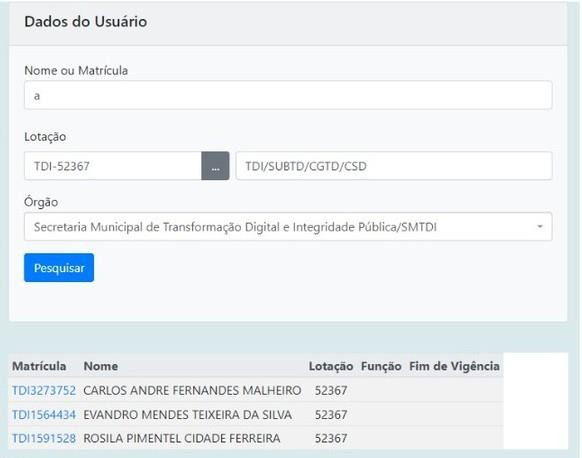 Dados do Usuário
Nome ou Matrícula
a
Lotação
TDI-52367 ... TDI/SUBTD/CGTD/CSD
Órgão
Secretaria Municipal de Transformação Digital e Integridade Pública/SMTDI
Pesquisar
Matrícula Nome Lotação Função Fim de Vigência
TDI3273752 CARLOS ANDRE FERNANDES MALHEIRO 52367
TDI1564434 EVANDRO MENDES TEIXEIRA DA SILVA 52367
TDI1591528 ROSILA PIMENTEL CIDADE FERREIRA 52367